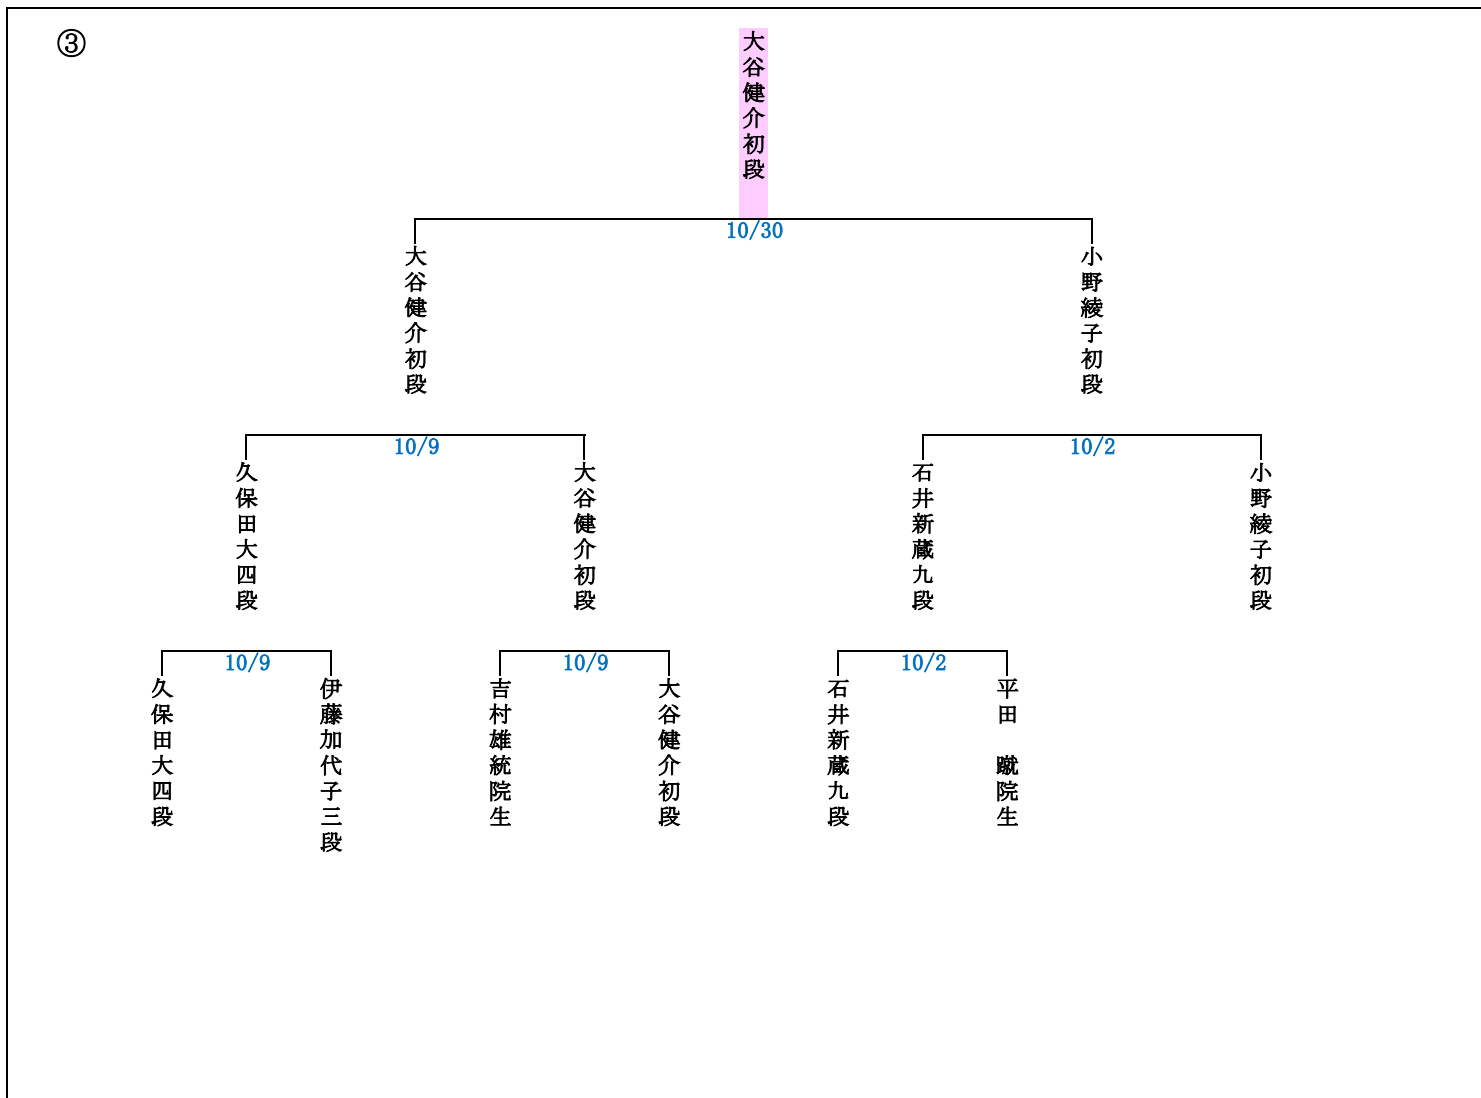 ③
大谷健介初段
10/30
大谷健介初段
小野綾子初段
10/9
10/2
久保田大四段
大谷健介初段
石井新蔵九段
小野綾子初段
10/9
10/9
10/2
久保田大四段
伊藤加代子三段
吉村雄統院生
大谷健介初段
石井新蔵九段
平田　蹴院生